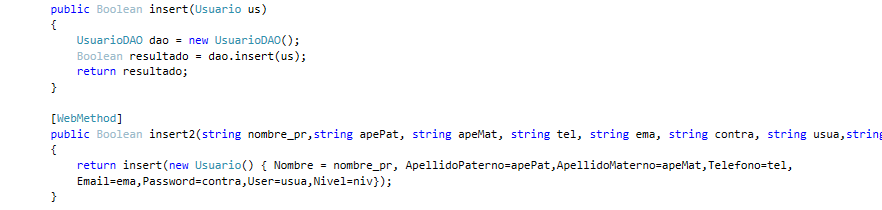 public Boolean insert(Usuario us)
{
UsuarioDAO dao = new UsuarioDAO();
Boolean resultado = dao.insert(us);
return resultado;
}
[WebMethod]
public Boolean insert2(string nombre_pr,string apePat, string apeMat, string tel, string ema, string contra, string usua,string
{
return insert(new Usuario() { Nombre = nombre_pr, ApellidoPaterno=apePat,ApellidoMaterno=apeMat,Telefono=tel,
Email=ema,Password=contra,User=usua,Nivel=niv});
}